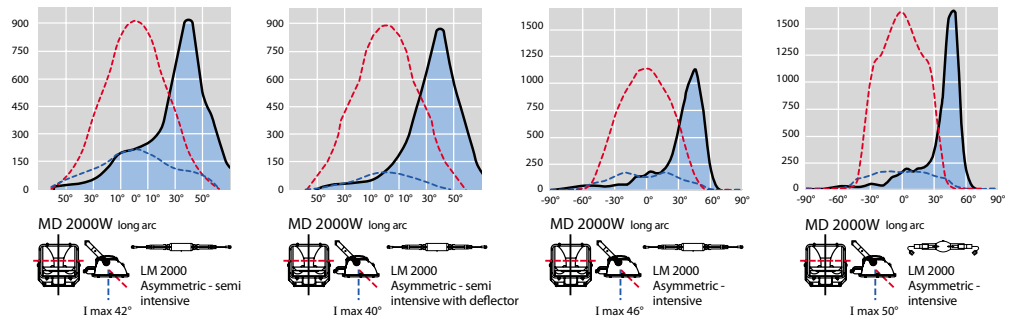 900
750
600
450
300
150
0
50° 30° 10° 0° 10° 30° 50°
MD 2000W long arc
LM 2000
Asymmetric - semi
intensive
I max 42°
900
750
600
450
300
150
0
50° 30° 10° 0° 10° 30° 50°
MD 2000W long arc
LM 2000
Asymmetric - semi
intensive with deflector
I max 40°
1500
1250
1000
750
500
250
0
-90° -60° -30° 0° 30° 60° 90°
MD 2000W long arc
LM 2000
Asymmetric -
intensive
I max 46°
1500
1250
1000
750
500
250
0
-90° -60° -30° 0° 30° 60° 90°
MD 2000W long arc
LM 2000
Asymmetric -
intensive
I max 50°